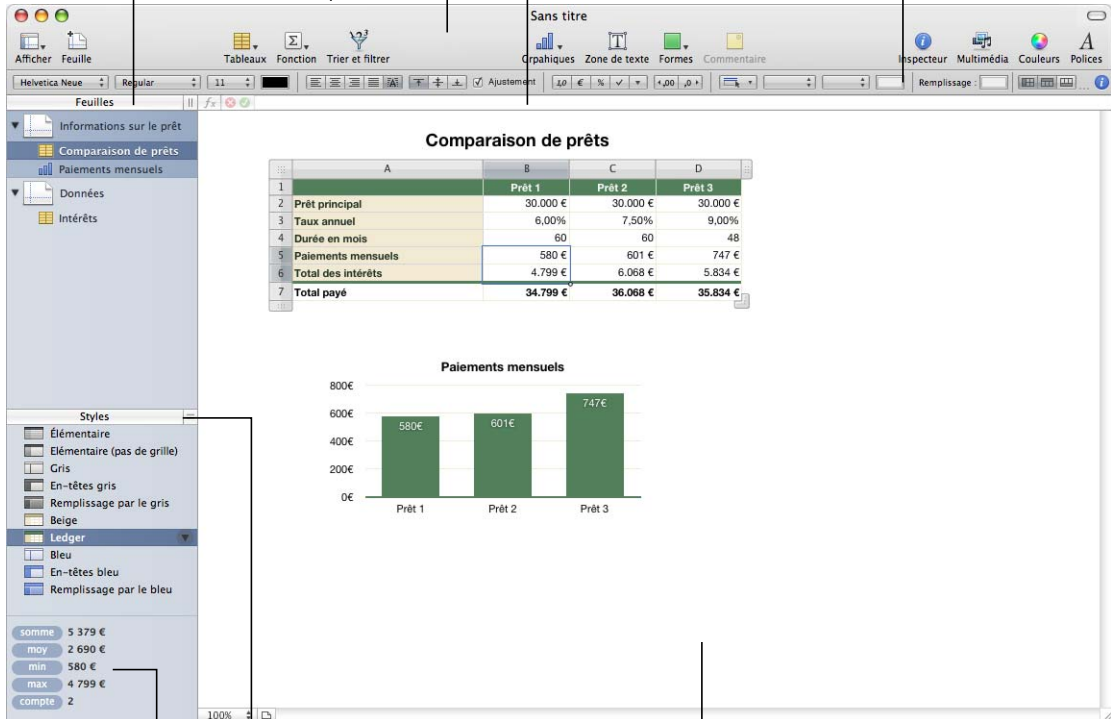 Sans titre
Afficher Feuille Tableaux Fonction Trier et filtrer Grpahiques Zone de texte Formes Commentaire Inspecteur Multimédia Couleurs Polices
Helvetica Neue Regular 11 Ajustement 1,0 € % Remplissage :
Feuilles
Informations sur le prêt
Comparaison de prêts
Paiements mensuels
Données
Intérêts
Comparaison de prêts
A B C D
1 Prêt 1 Prêt 2 Prêt 3
2 Prêt principal 30.000 € 30.000 € 30.000 €
3 Taux annuel 6,00% 7,50% 9,00%
4 Durée en mois 60 60 48
5 Paiements mensuels 580 € 601 € 747 €
6 Total des intérêts 4.799 € 6.068 € 5.834 €
7 Total payé 34.799 € 36.068 € 35.834 €
Paiements mensuels
800€
600€
400€
200€
0€
580€ 601€ 747€
Prêt 1 Prêt 2 Prêt 3
Styles
Élémentaire
Elémentaire (pas de grille)
Gris
En-têtes gris
Remplissage par le gris
Beige
Ledger
Bleu
En-têtes bleu
Remplissage par le bleu
somme 5 379 €
moy 2 690 €
min 580 €
max 4 799 €
compte 2
100%